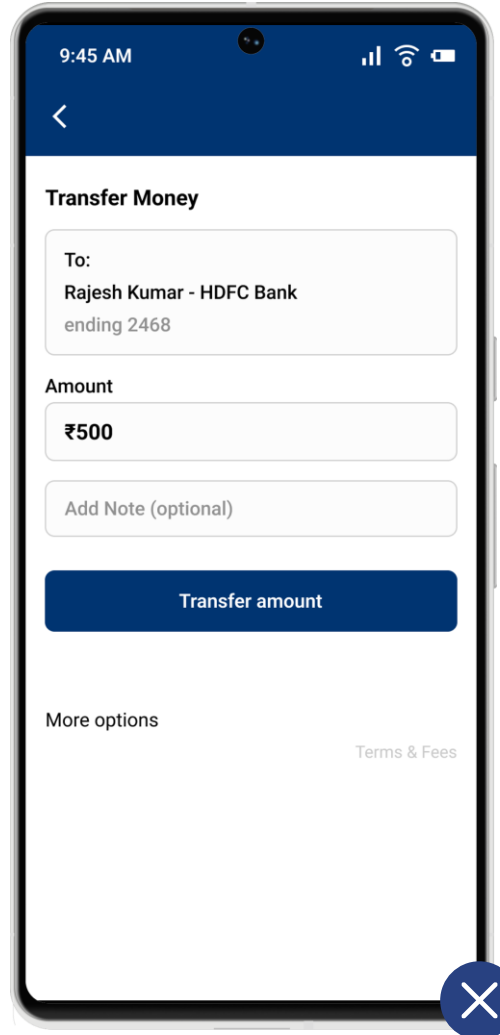 9:45 AM
Transfer Money
To:
Rajesh Kumar - HDFC Bank
ending 2468
Amount
₹500
Add Note (optional)
Transfer amount
More options
Terms & Fees